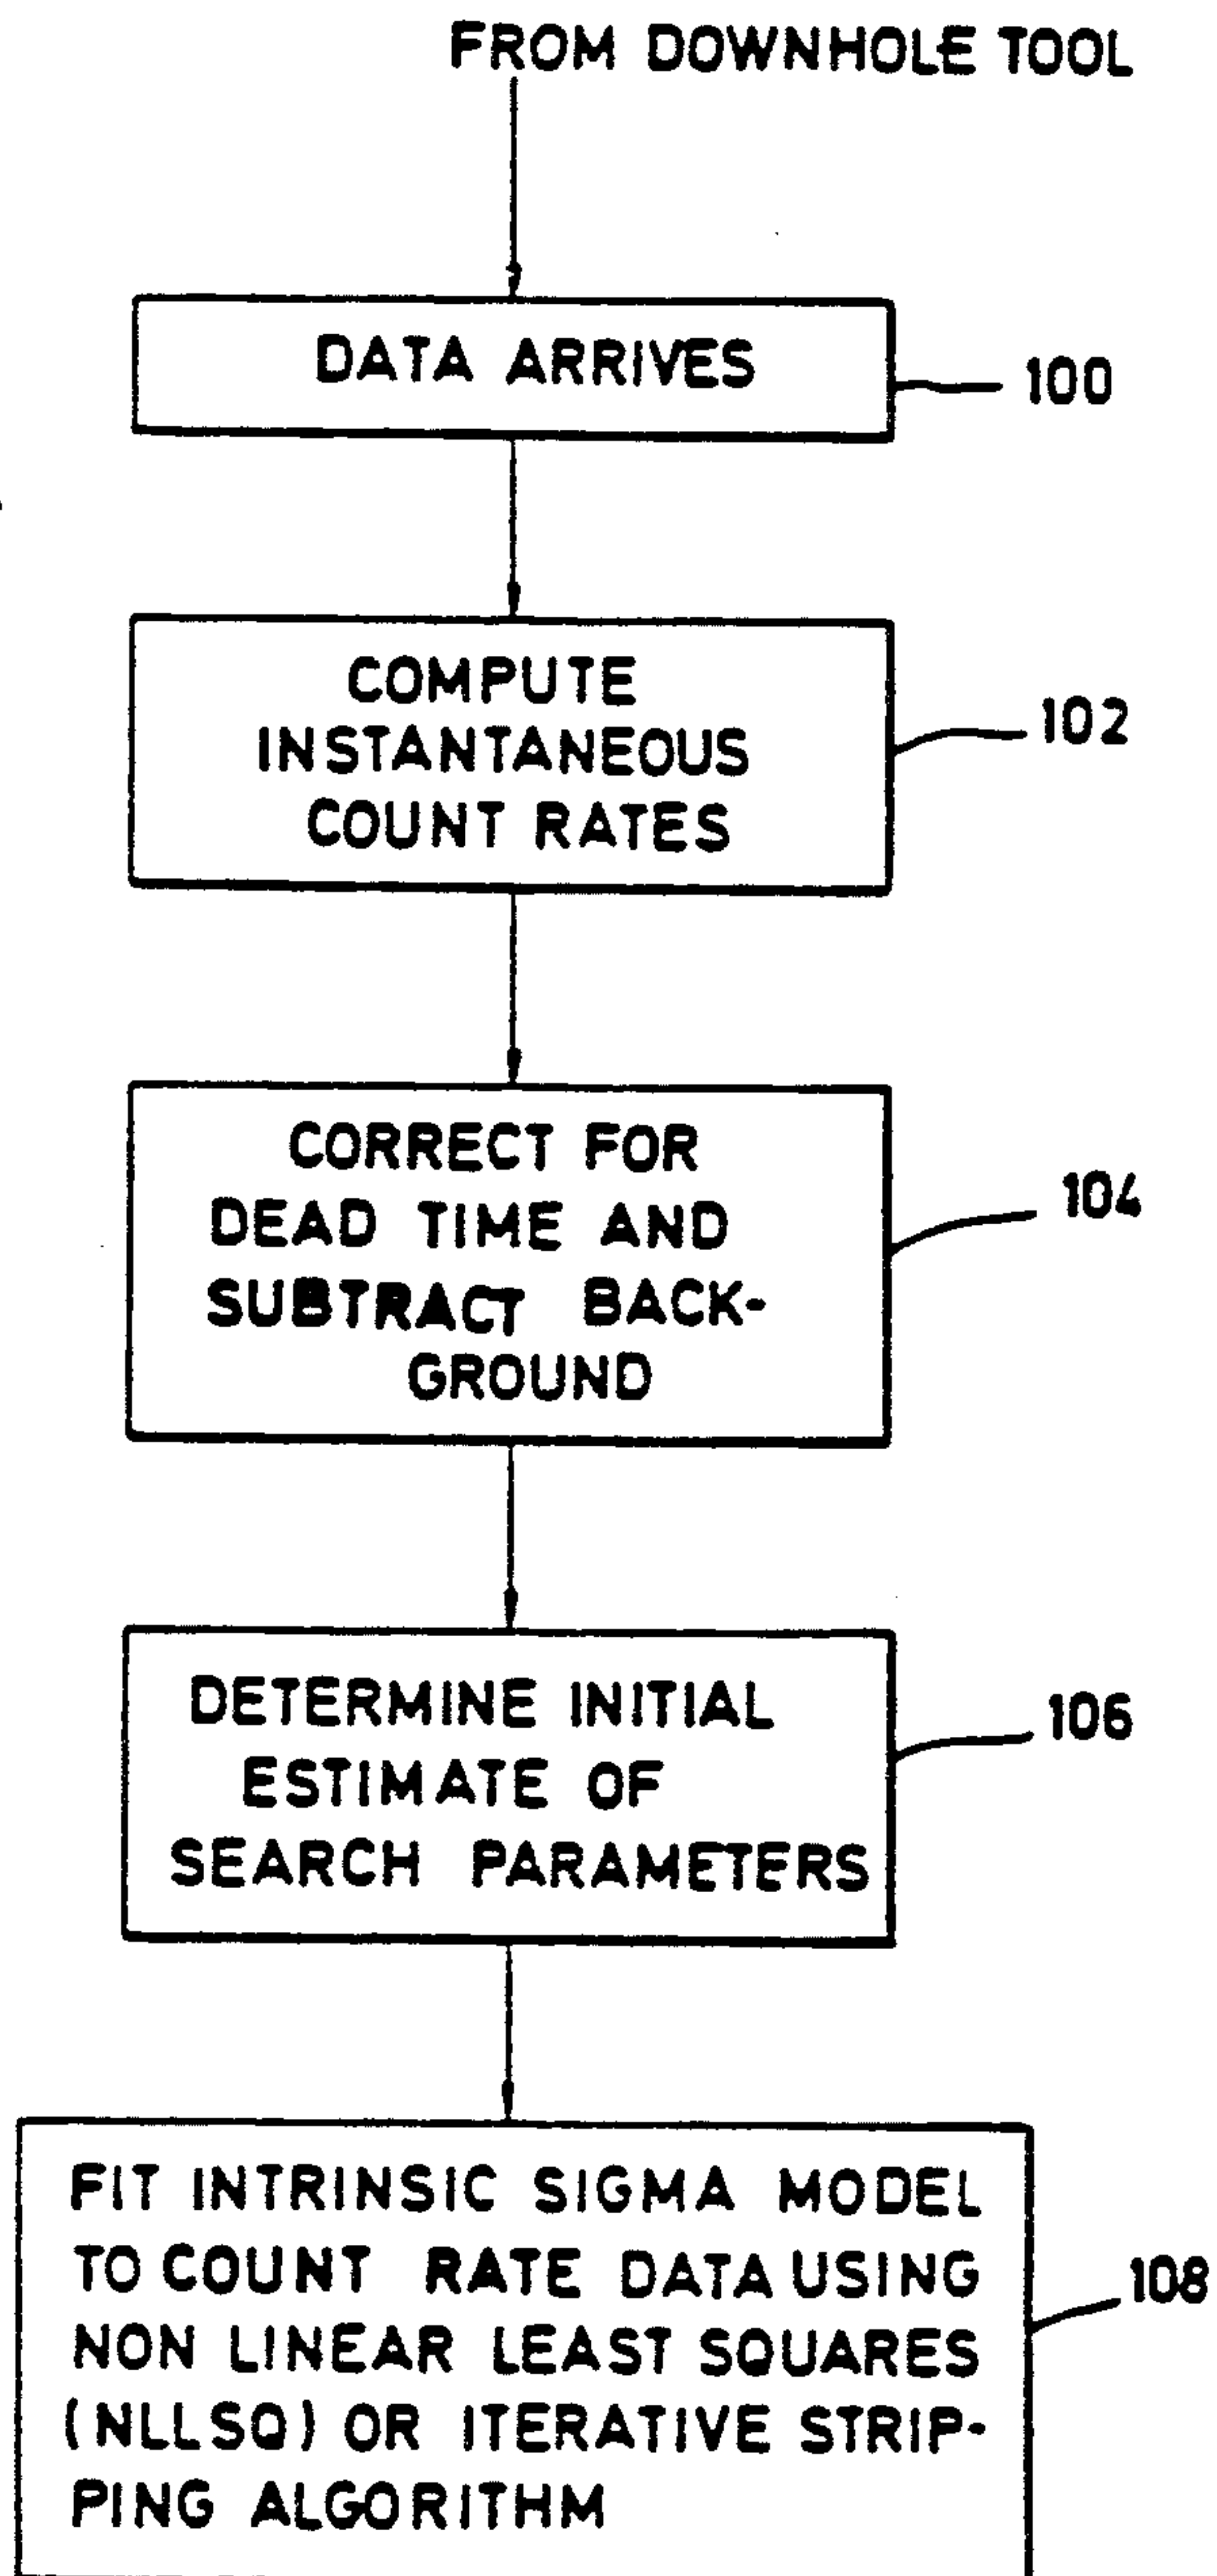 FROM DOWNHOLE TOOL
DATA ARRIVES
100
COMPUTE
INSTANTANEOUS
COUNT RATES
102
CORRECT FOR
DEAD TIME AND
SUBTRACT BACK-
GROUND
104
DETERMINE INITIAL
ESTIMATE OF
SEARCH PARAMETERS
106
FIT INTRINSIC SIGMA MODEL
TO COUNT RATE DATA USING
NON LINEAR LEAST SQUARES
(NLLSQ) OR ITERATIVE STRIP-
PING ALGORITHM
108